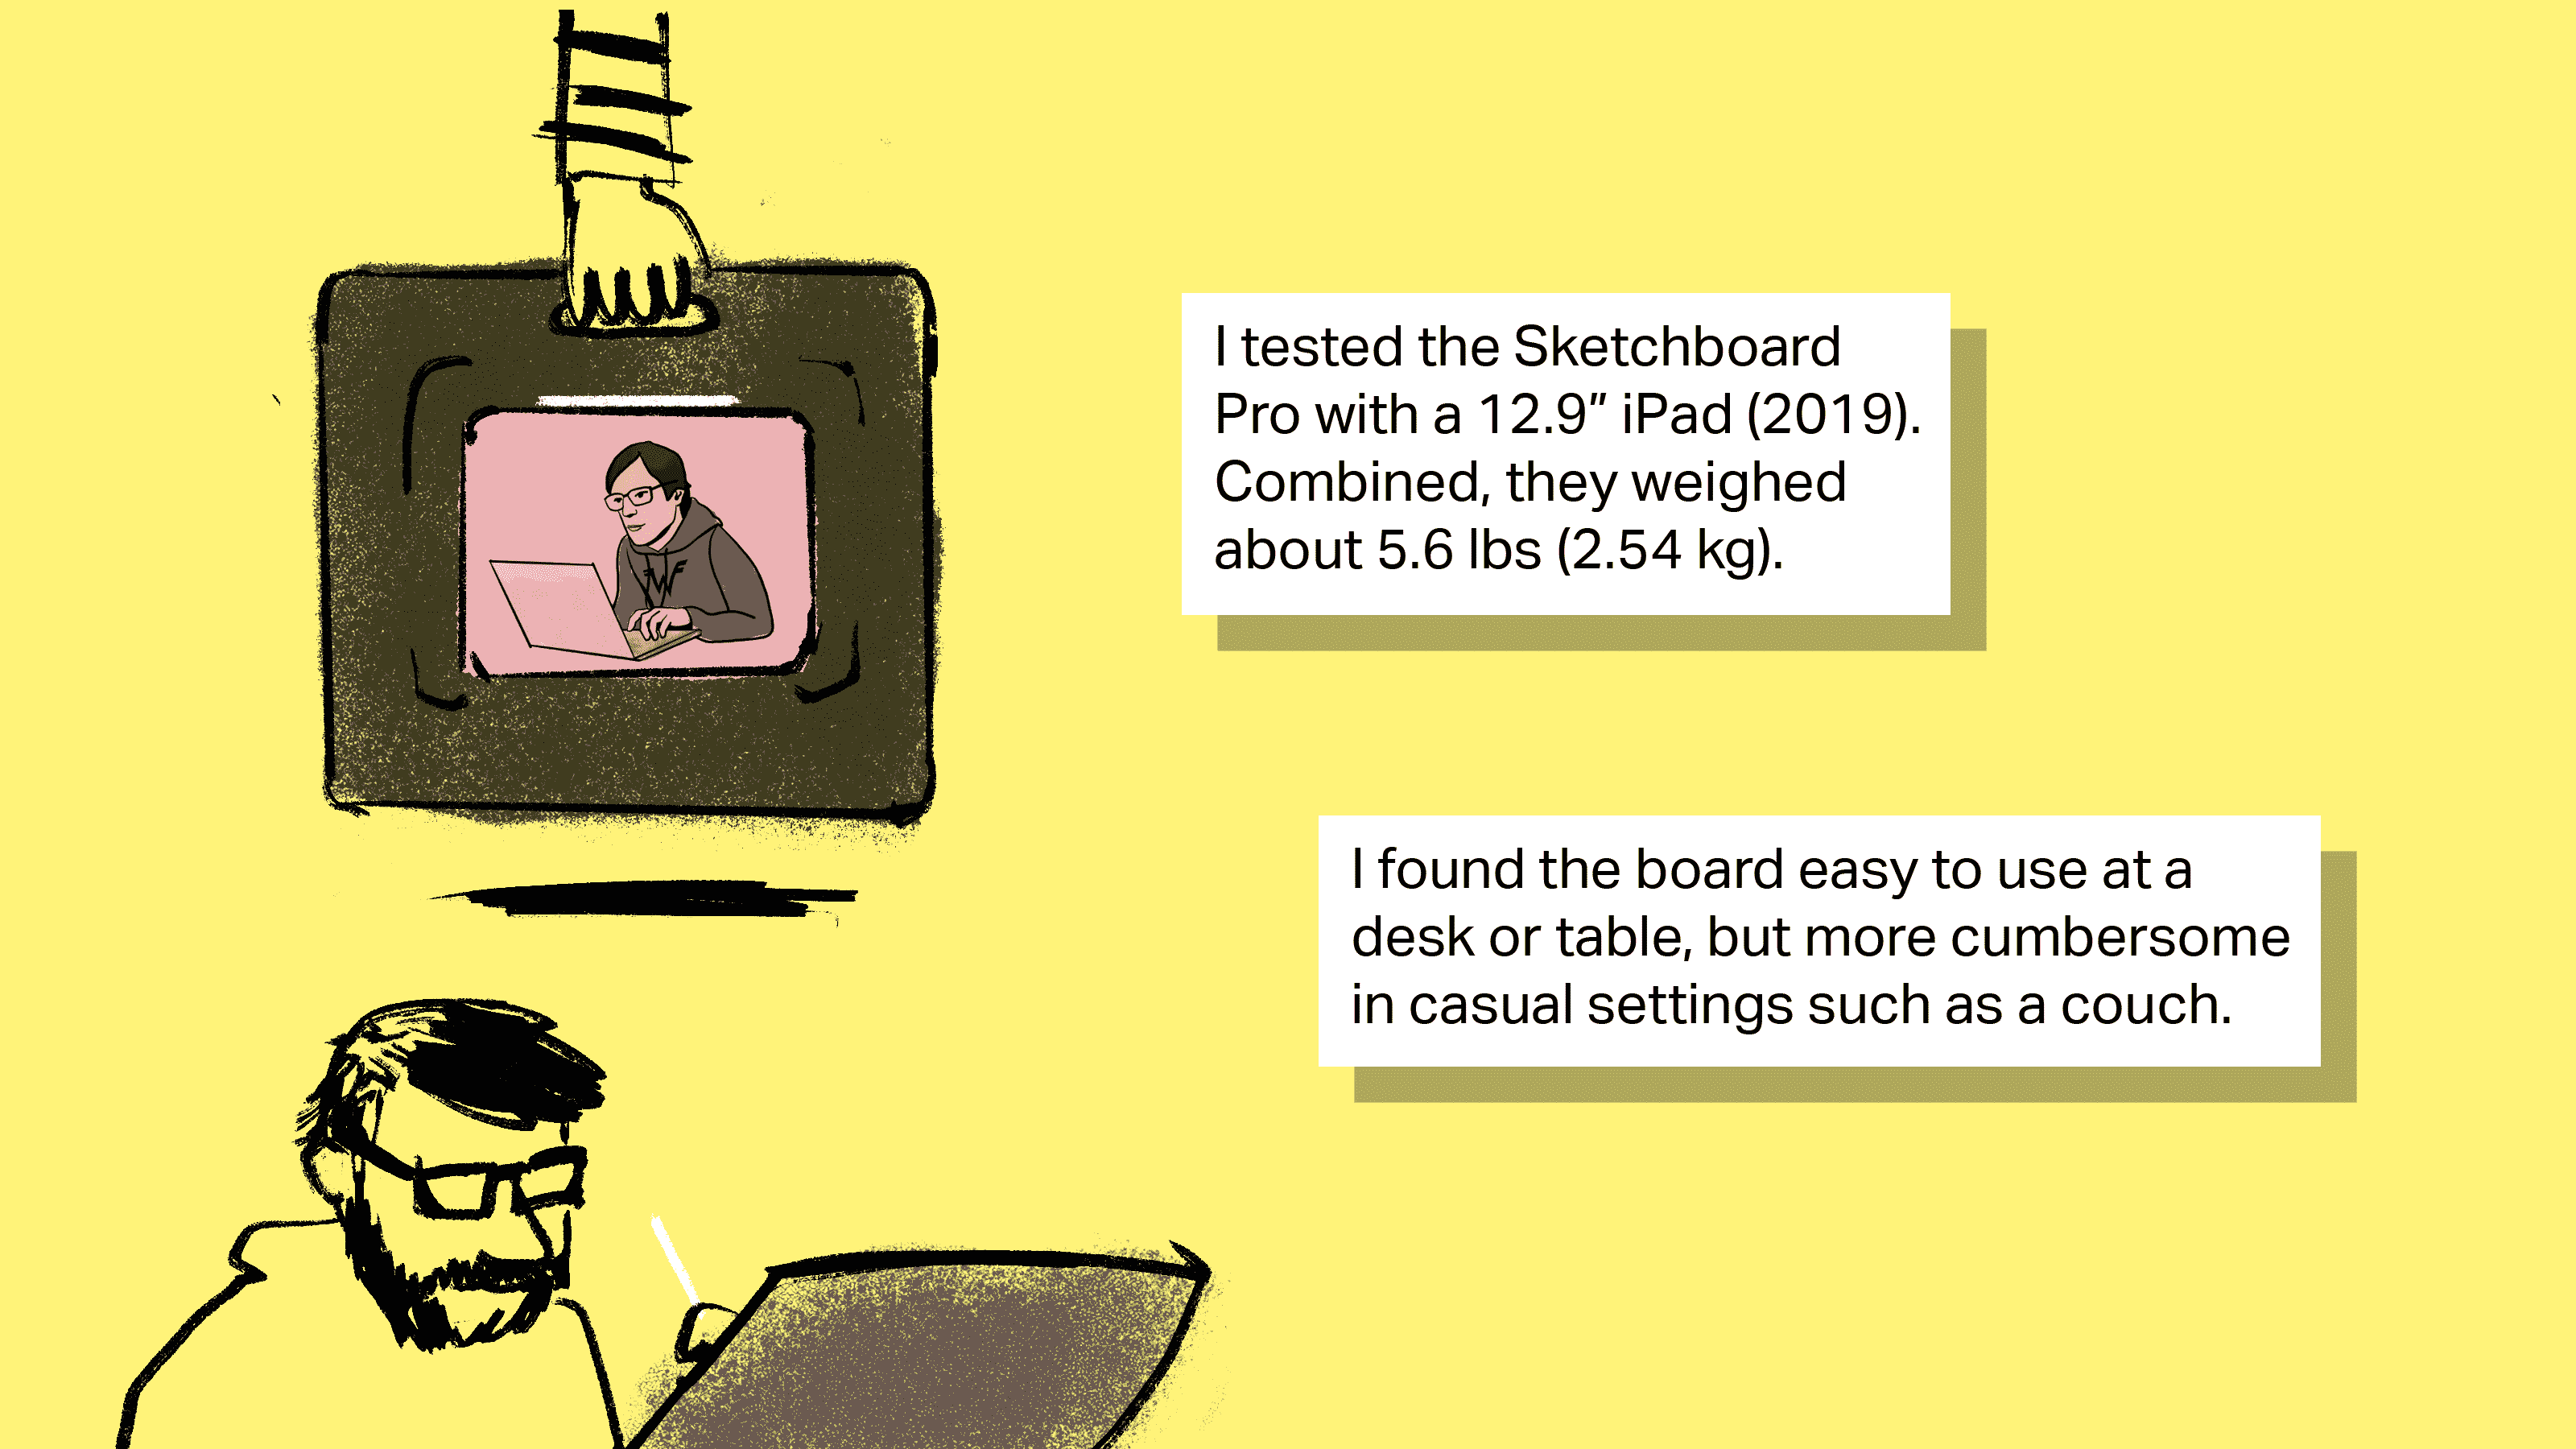 I tested the Sketchboard
Pro with a 12.9” iPad (2019).
Combined, they weighed
about 5.6 lbs (2.54 kg).
I found the board easy to use at a
desk or table, but more cumbersome
in casual settings such as a couch.